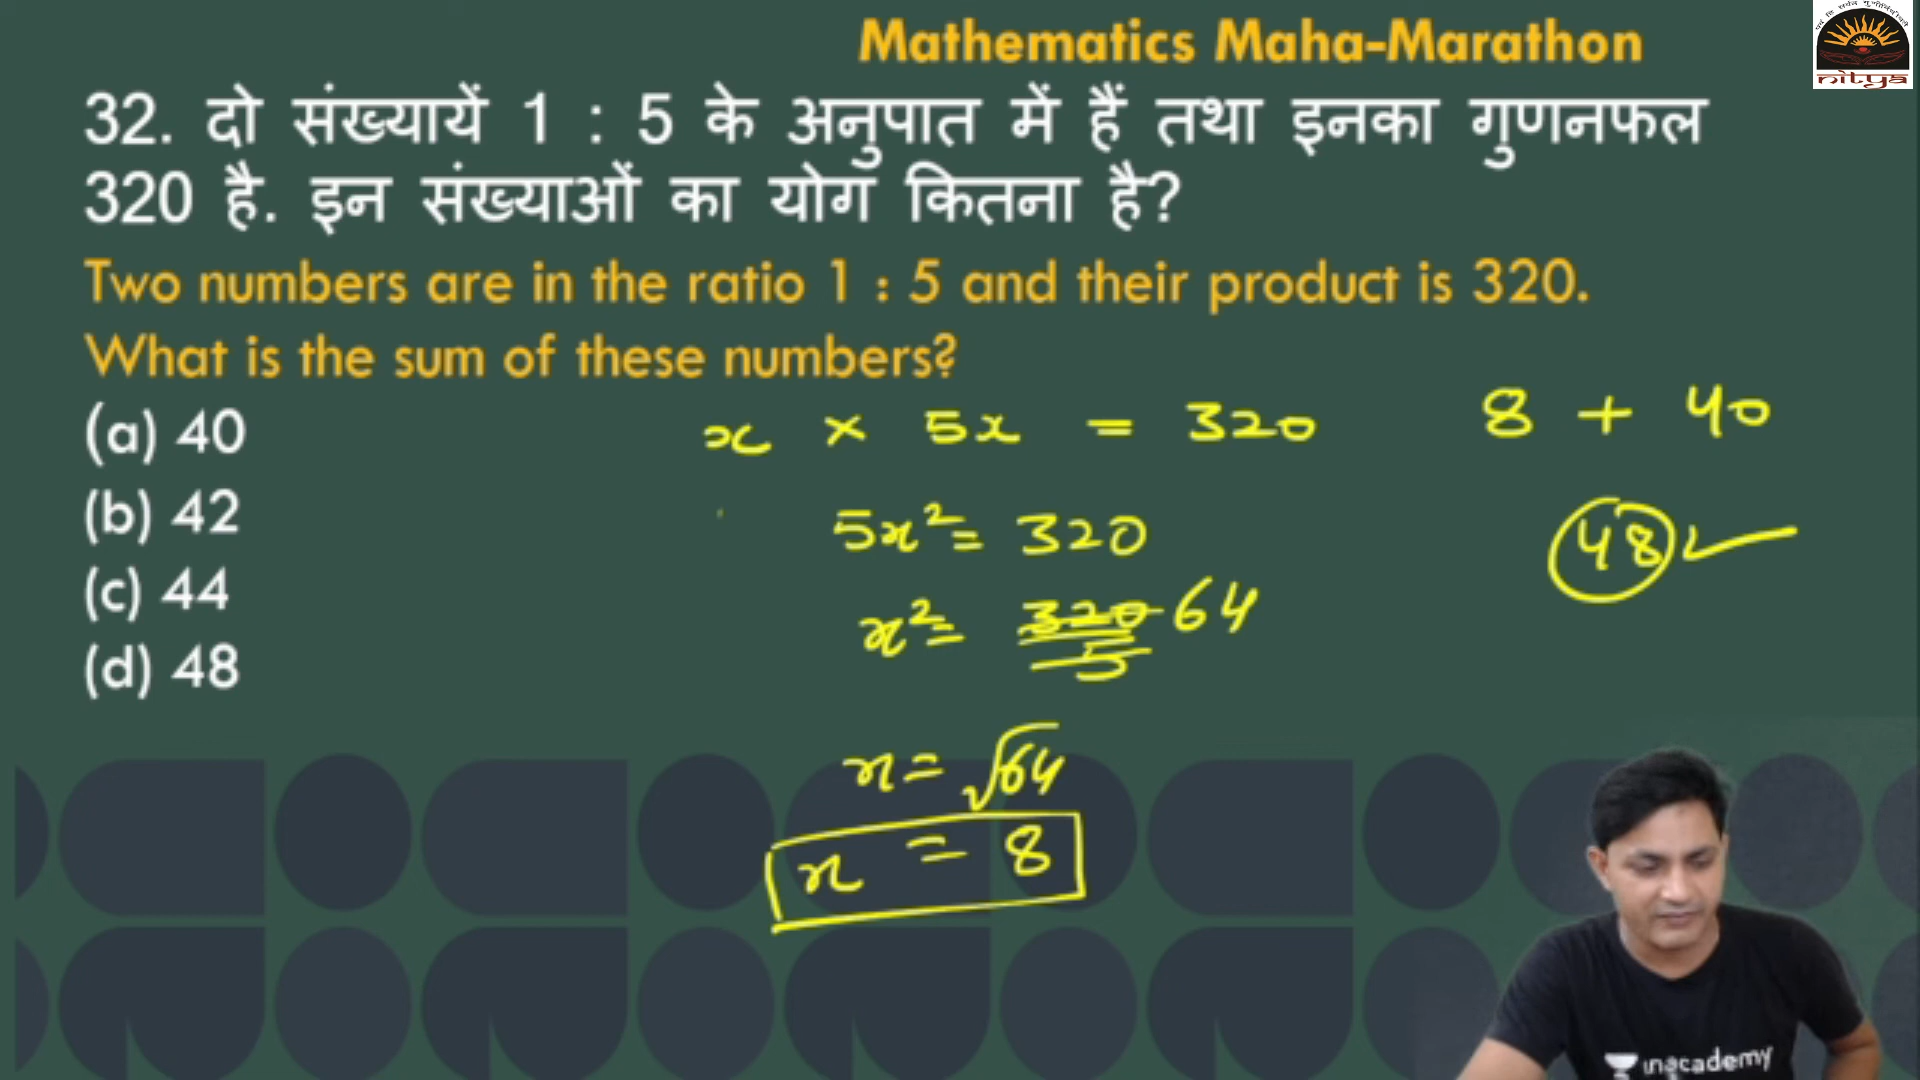 Mathematics Maha-Marathon
nitya
32. दो संख्यायें 1 : 5 के अनुपात में हैं तथा इनका गुणनफल
320 है. इन संख्याओं का योग कितना है?
Two numbers are in the ratio 1 : 5 and their product is 320.
What is the sum of these numbers?
(a) 40
(b) 42
(c) 44
(d) 48
x × 5x = 320
5x² = 320
x² = 320/5 64
x = √64
x = 8
8 + 40
48
unacademy